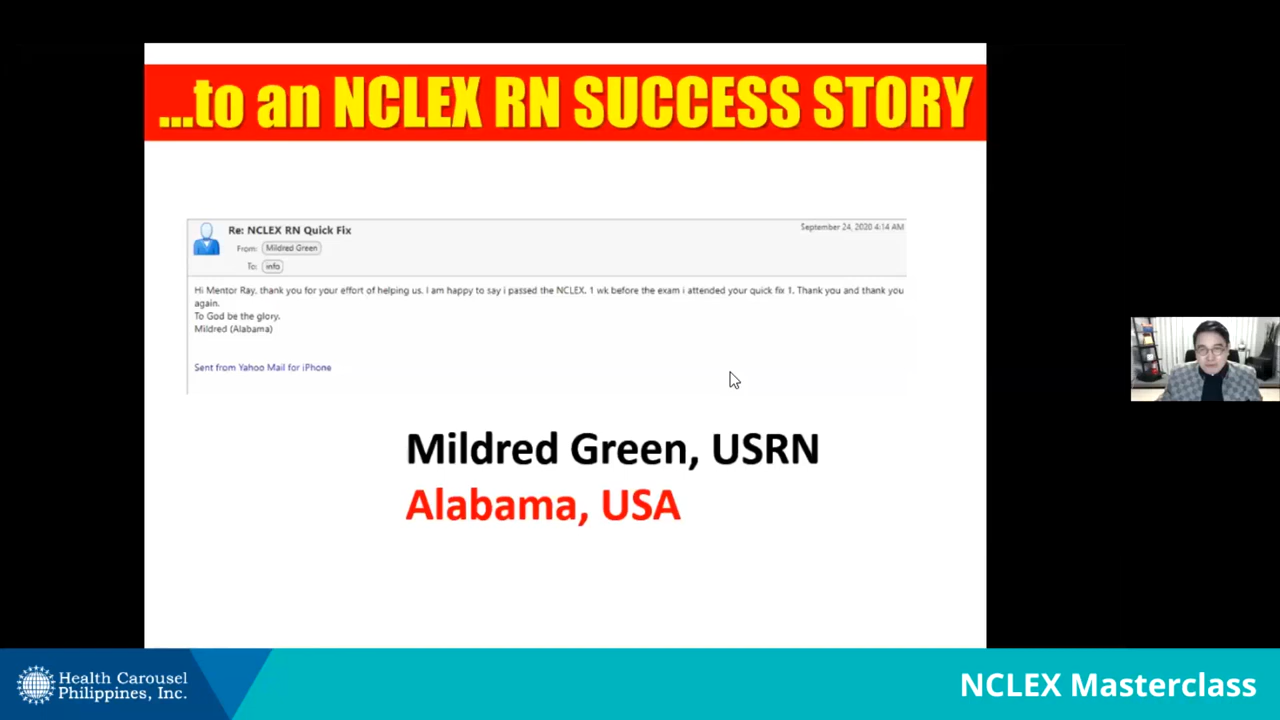 ...to an NCLEX RN SUCCESS STORY
Re: NCLEX RN Quick Fix
September 24, 2020 4:14 AM
From: Mildred Green
To: info
Hi Mentor Ray, thank you for your effort of helping us. I am happy to say i passed the NCLEX. 1 wk before the exam i attended your quick fix 1. Thank you and thank you
again.
To God be the glory.
Mildred (Alabama)
Sent from Yahoo Mail for iPhone
Mildred Green, USRN
Alabama, USA
Health Carousel
Philippines, Inc.
NCLEX Masterclass